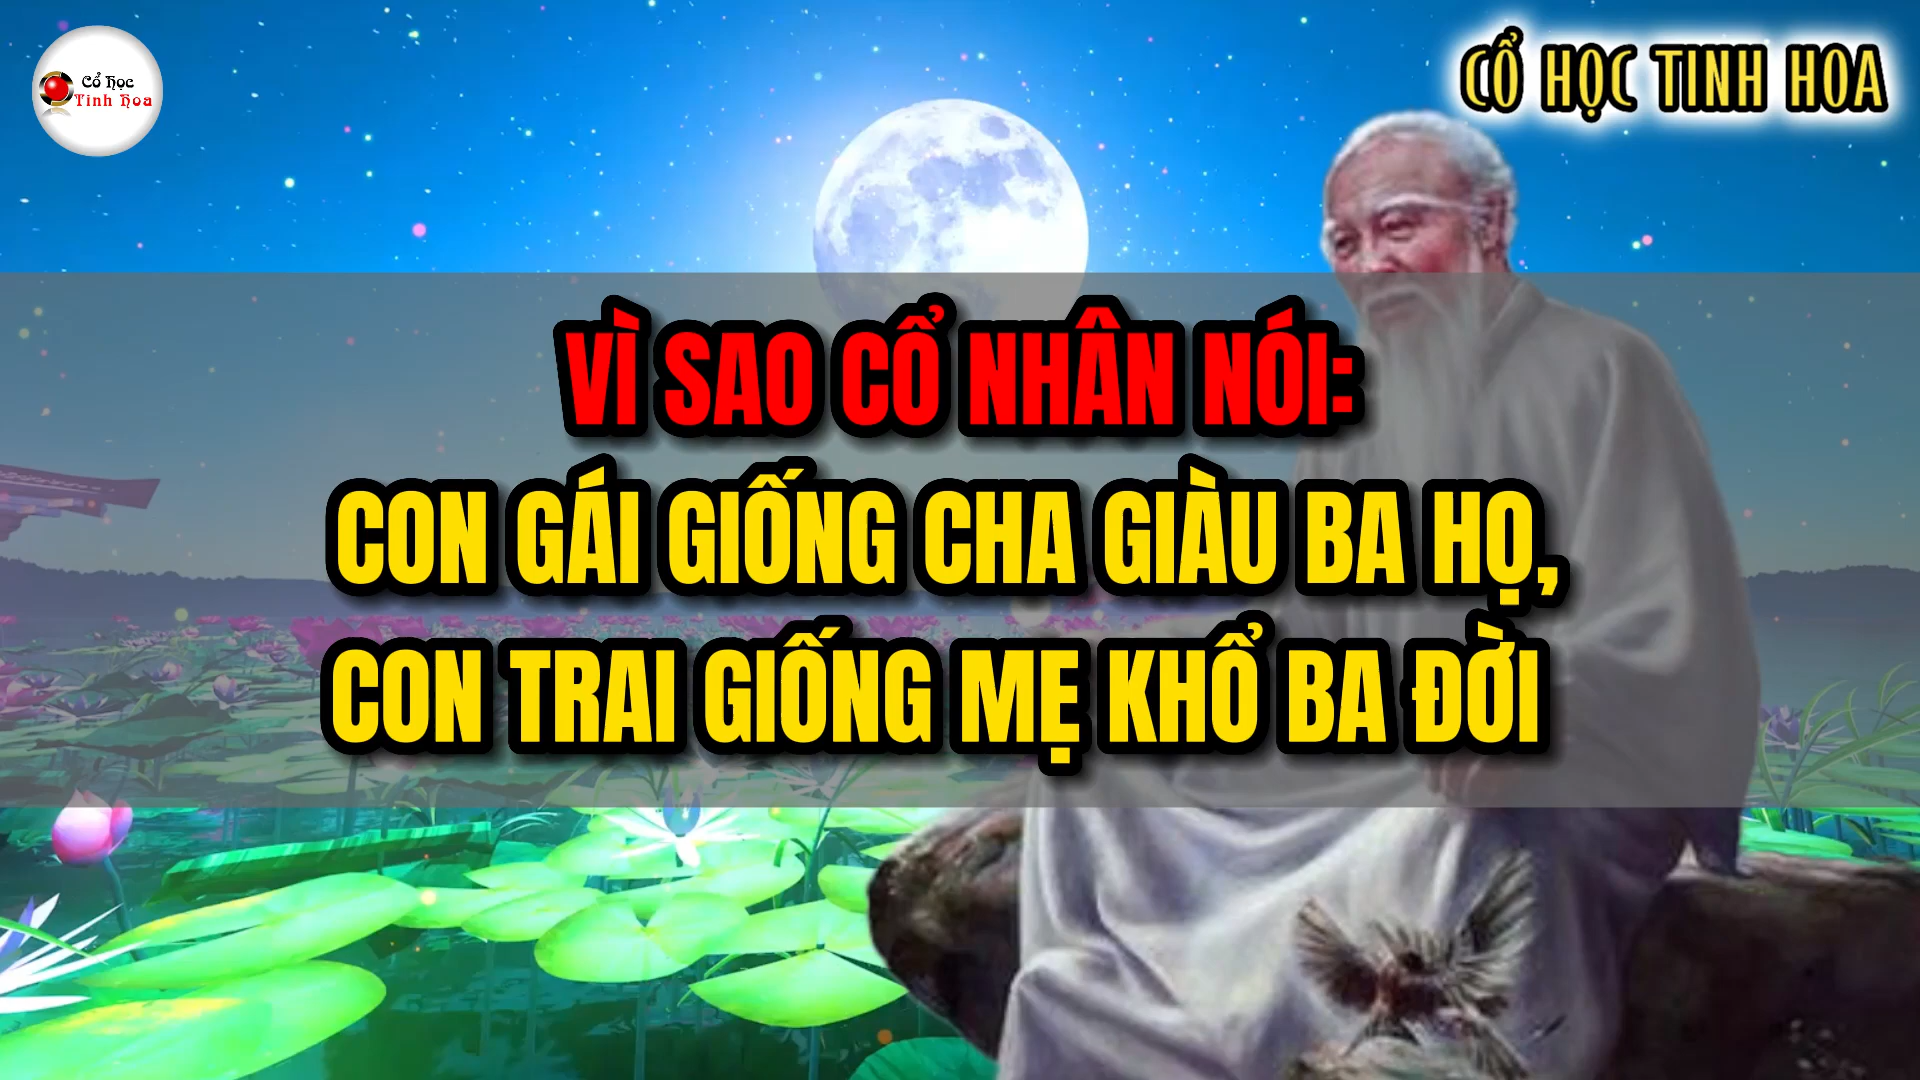 Cổ Học
Tinh Hoa
CỔ HỌC TINH HOA
VÌ SAO CỔ NHÂN NÓI:
CON GÁI GIỐNG CHA GIÀU BA HỌ,
CON TRAI GIỐNG MẸ KHỔ BA ĐỜI